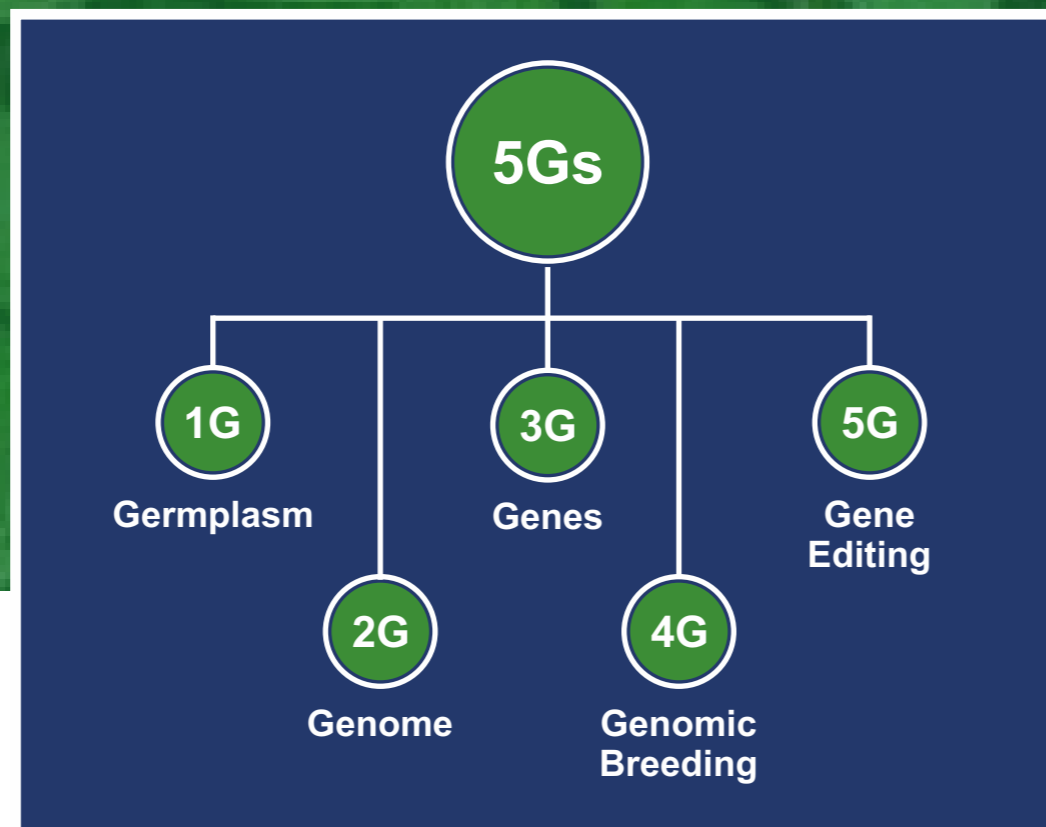 5Gs
1G
Germplasm
2G
Genome
3G
Genes
4G
Genomic
Breeding
5G
Gene
Editing